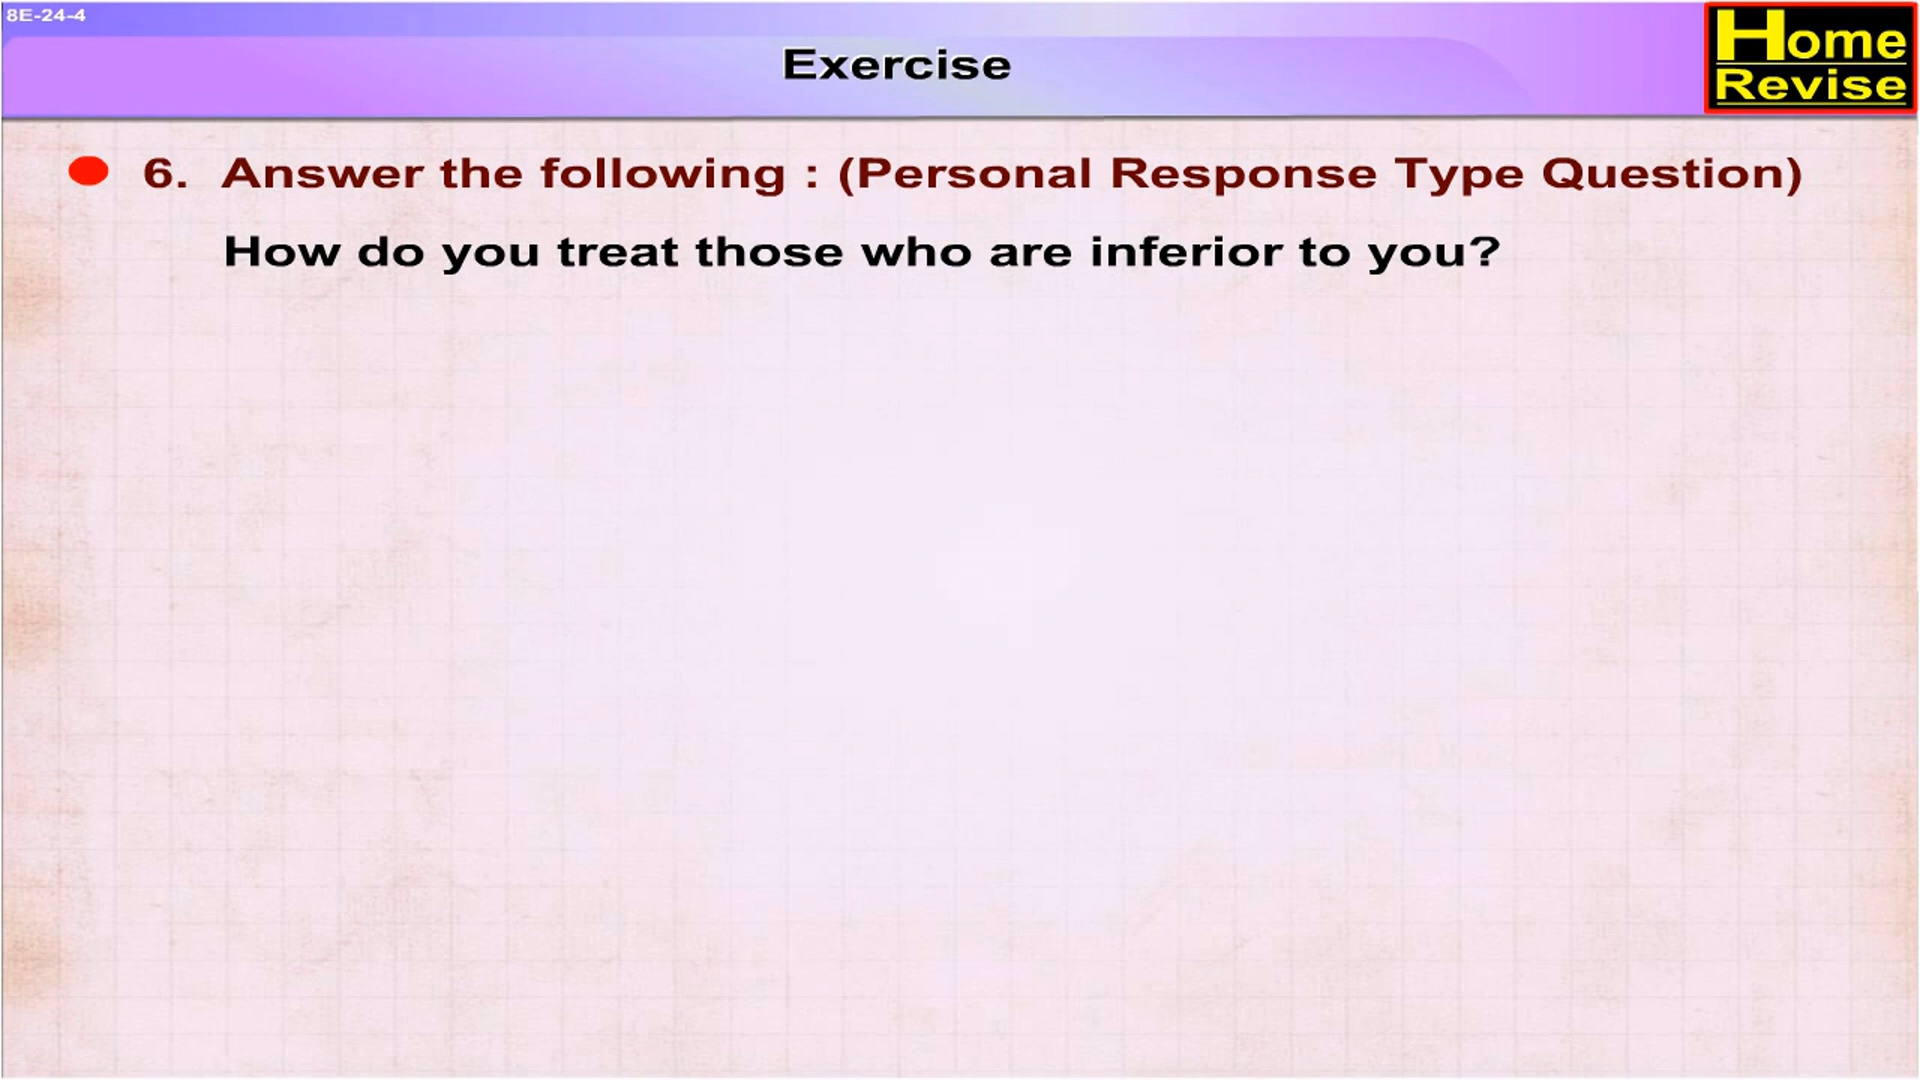 8E-24-4
Exercise
Home
Revise
6. Answer the following : (Personal Response Type Question)
How do you treat those who are inferior to you?